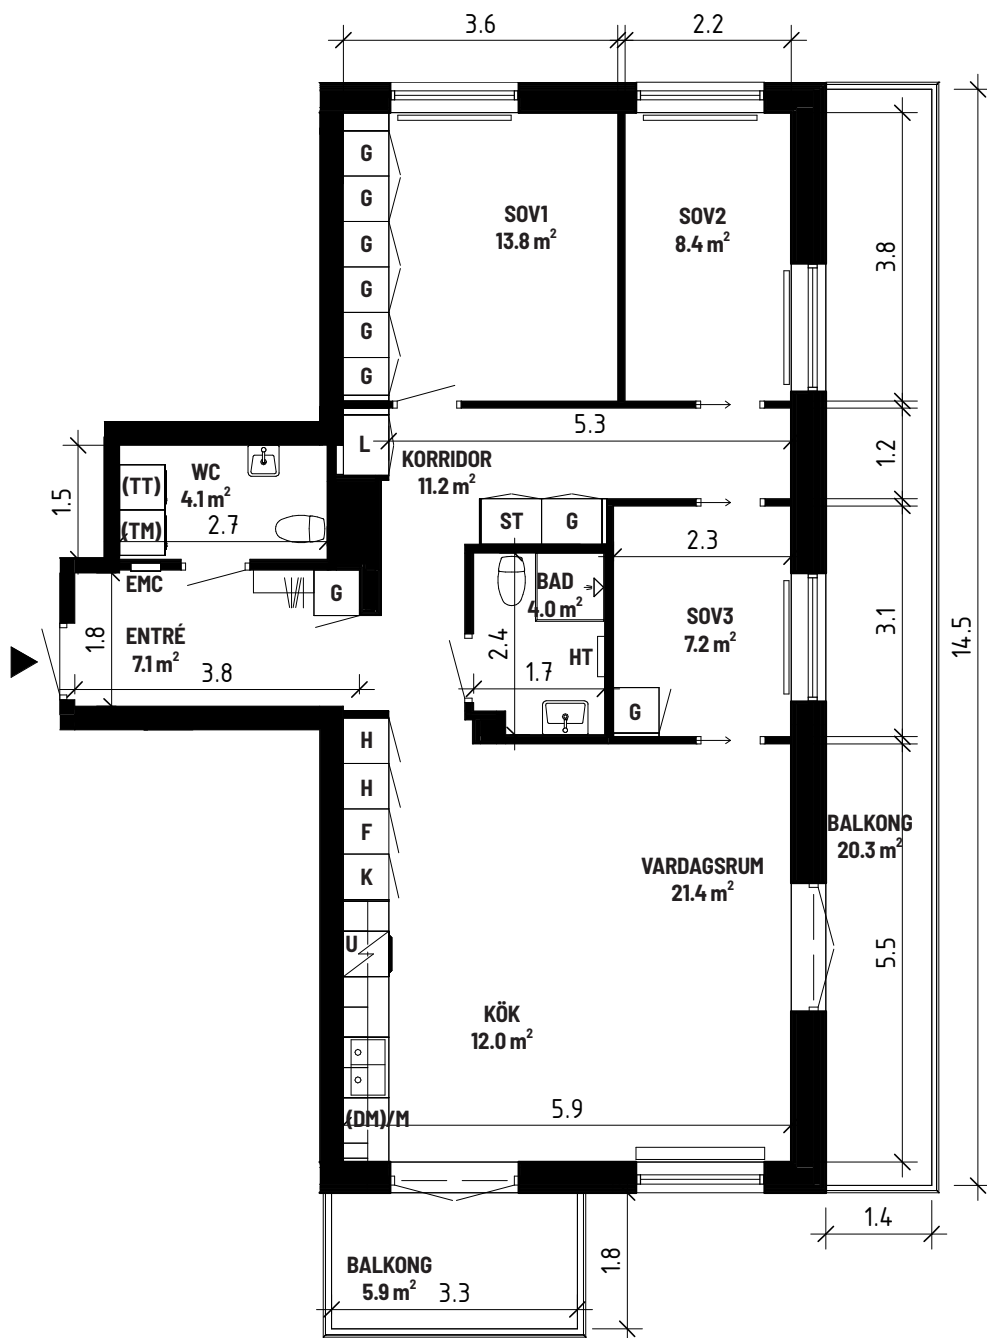 3.6
2.2
G
G
G
G
G
G
SOV1
13.8 m²
SOV2
8.4 m²
3.8
14.5
L
5.3
KORRIDOR
11.2 m²
1.2
1.5
(TT)
(TM)
WC
4.1 m²
2.7
ST
G
2.3
EMC
G
BAD
4.0 m²
2.4
HT
1.7
SOV3
7.2 m²
3.1
G
1.8
ENTRÉ
7.1 m²
3.8
H
H
F
K
U
VARDAGSRUM
21.4 m²
BALKONG
20.3 m²
5.5
KÖK
12.0 m²
(DM)/M
5.9
1.4
BALKONG
5.9 m²
3.3
1.8